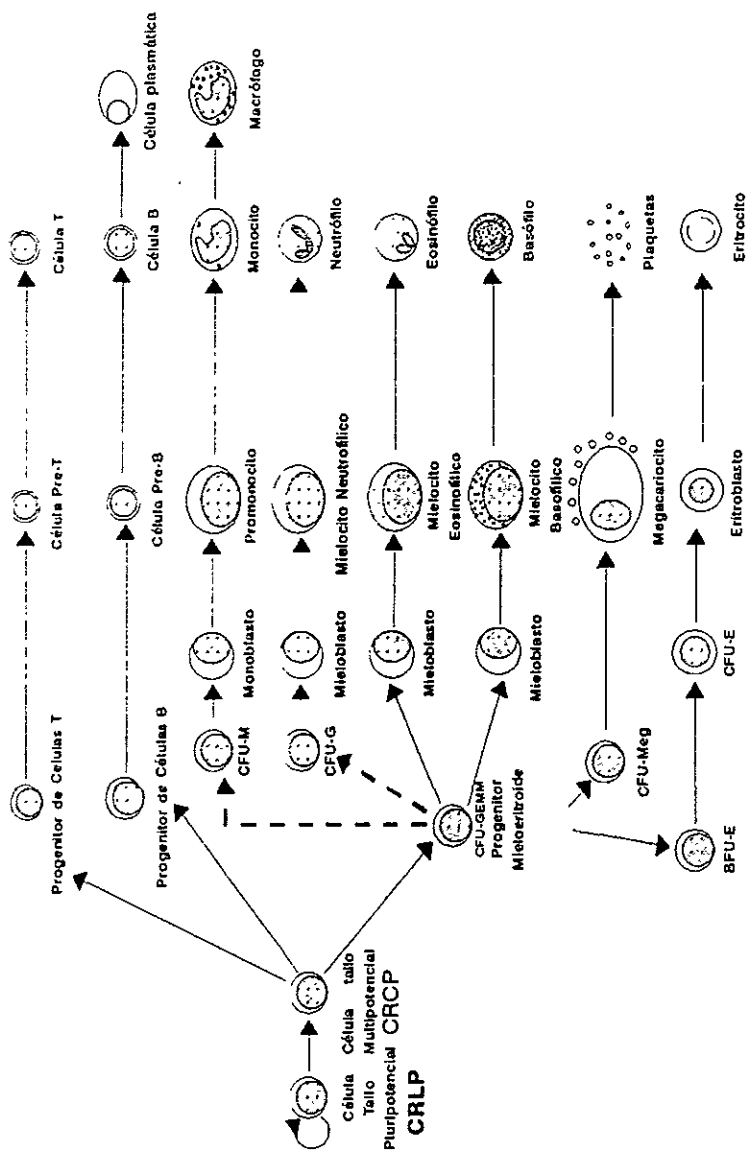 Célula
Tallo
Pluripotencial
CRLP
Célula tallo
Multipotencial
CRCP
Progenitor de Celulas T
Célula Pre-T
Célula T
Progenitor de Células B
Célula Pre-B
Célula B
Célula plasmática
CFU-M
Monoblasto
Promonocito
Monocito
Macrófago
CFU-G
Mieloblasto
Mielocito Neutrofílico
Neutrófilo
CFU-GEMM
Progenitor
Mieloeritroide
Mieloblasto
Mielocito
Eosinofílico
Eosinófilo
Mieloblasto
Mielocito
Basofílico
Basófilo
CFU-Meg
Megacariocito
Plaquetas
BFU-E
CFU-E
Eritroblasto
Eritrocito